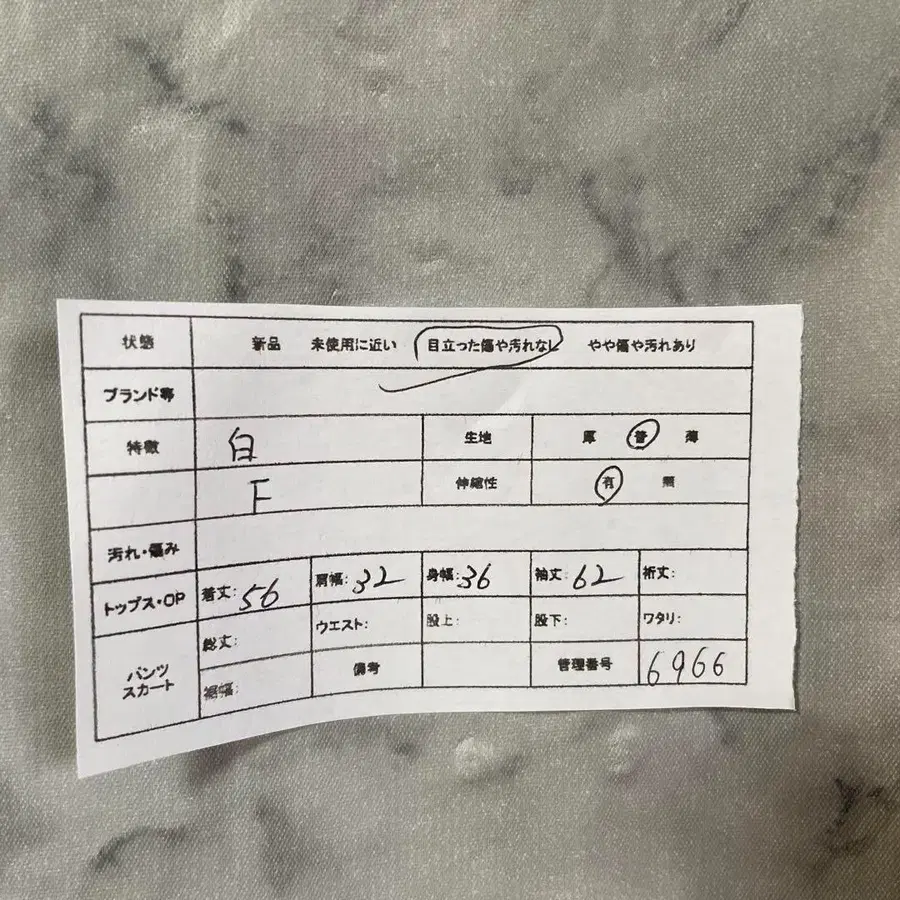 状態 新品 未使用に近い 目立った傷や汚れなし やや傷や汚れあり
ブランド等
特徴 白 生地 厚 普 薄
F 伸縮性 有 無
汚れ・傷み
トップス・OP 着丈: 56 肩幅: 32 身幅: 36 袖丈: 62 裄丈:
パンツ スカート 総丈: ウエスト: 股上: 股下: ワタリ:
裾幅: 備考 管理番号 6966